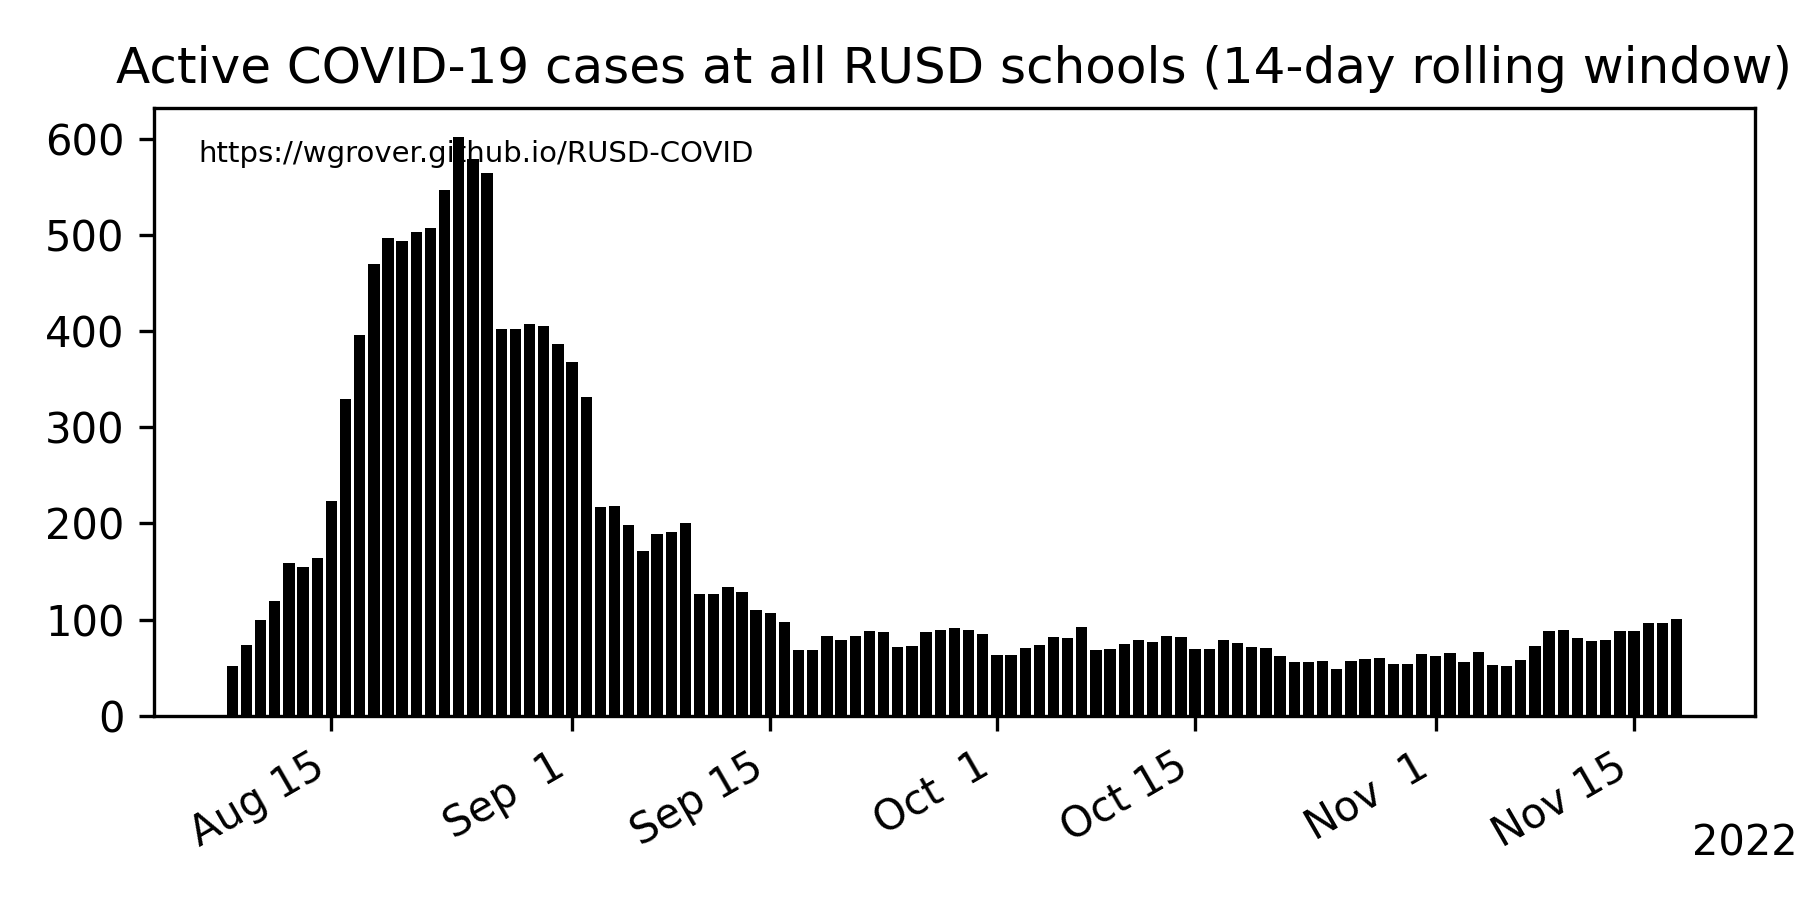 Active COVID-19 cases at all RUSD schools (14-day rolling window)
https://wgrover.github.io/RUSD-COVID
600
500
400
300
200
100
0
Aug 15
Sep 1
Sep 15
Oct 1
Oct 15
Nov 1
Nov 15
2022